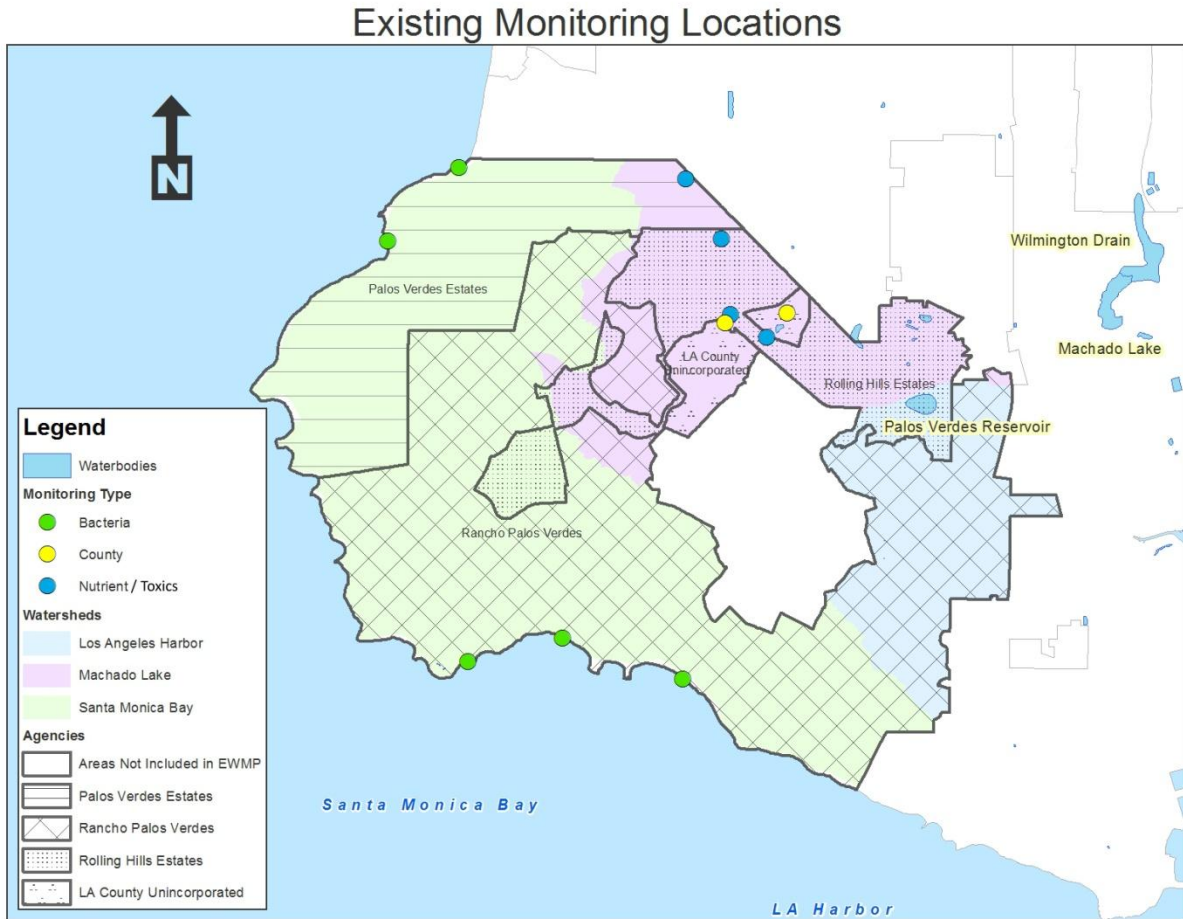 Existing Monitoring Locations
N
Wilmington Drain
Palos Verdes Estates
Machado Lake
LA County
Unincorporated
Rolling Hills Estates
Palos Verdes Reservoir
Rancho Palos Verdes
Legend
Waterbodies
Monitoring Type
Bacteria
County
Nutrient / Toxics
Watersheds
Los Angeles Harbor
Machado Lake
Santa Monica Bay
Agencies
Areas Not Included in EWMP
Palos Verdes Estates
Rancho Palos Verdes
Rolling Hills Estates
LA County Unincorporated
Santa Monica Bay
LA Harbor